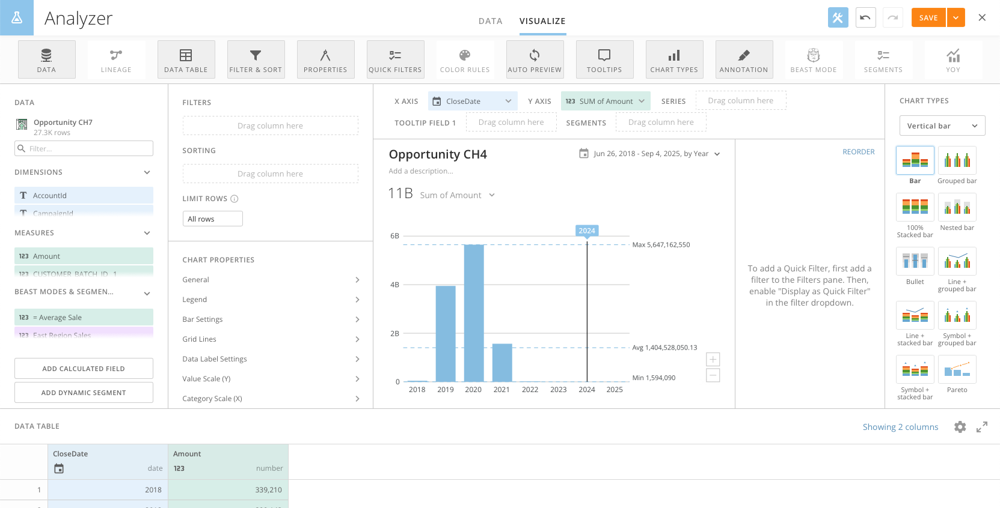 Analyzer
DATA
VISUALIZE
SAVE
DATA
LINEAGE
DATA TABLE
FILTER & SORT
PROPERTIES
QUICK FILTERS
COLOR RULES
AUTO PREVIEW
TOOLTIPS
CHART TYPES
ANNOTATION
BEAST MODE
SEGMENTS
YOY
DATA
Opportunity CH7
27.3K rows
Filter...
DIMENSIONS
T AccountId
T CampaignId
MEASURES
123 Amount
123 CUSTOMER_BATCH_ID_1
BEAST MODES & SEGMEN...
123 = Average Sale
123 East Region Sales
ADD CALCULATED FIELD
ADD DYNAMIC SEGMENT
FILTERS
Drag column here
SORTING
Drag column here
LIMIT ROWS
All rows
CHART PROPERTIES
General
Legend
Bar Settings
Grid Lines
Data Label Settings
Value Scale (Y)
Category Scale (X)
X AXIS
CloseDate
Y AXIS
123 SUM of Amount
SERIES
Drag column here
TOOLTIP FIELD 1
Drag column here
SEGMENTS
Drag column here
Opportunity CH4
Jun 26, 2018 - Sep 4, 2025, by Year
Add a description...
11B Sum of Amount
2024
6B
Max 5,647,162,550
4B
2B
Avg 1,404,528,050.13
Min 1,594,090
0
2018 2019 2020 2021 2022 2023 2024 2025
REORDER
To add a Quick Filter, first add a
filter to the Filters pane. Then,
enable "Display as Quick Filter"
in the filter dropdown.
CHART TYPES
Vertical bar
Bar
Grouped bar
100%
Stacked bar
Nested bar
Bullet
Line +
grouped bar
Line +
stacked bar
Symbol +
grouped bar
Symbol +
stacked bar
Pareto
DATA TABLE
Showing 2 columns
CloseDate
date
Amount
123 number
1 2018 339,210